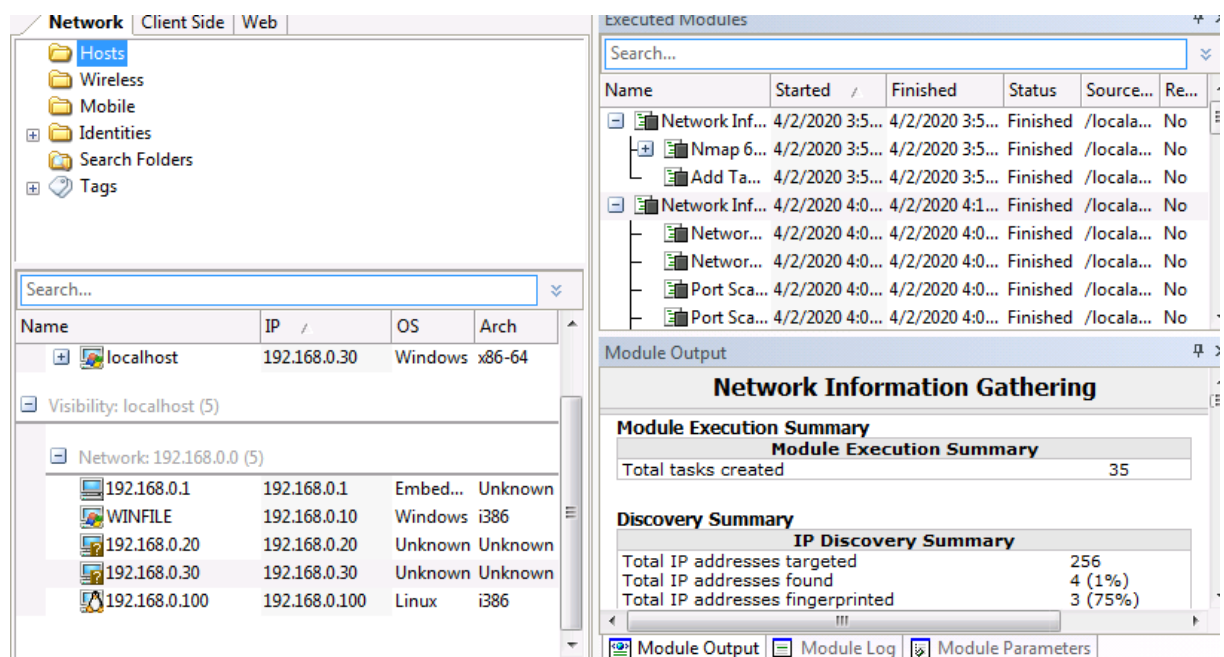 Network Client Side Web
Hosts
Wireless
Mobile
Identities
Search Folders
Tags
Search...
Name IP OS Arch
localhost 192.168.0.30 Windows x86-64
Visibility: localhost (5)
Network: 192.168.0.0 (5)
192.168.0.1 192.168.0.1 Embed... Unknown
WINFILE 192.168.0.10 Windows i386
192.168.0.20 192.168.0.20 Unknown Unknown
192.168.0.30 192.168.0.30 Unknown Unknown
192.168.0.100 192.168.0.100 Linux i386
Executed Modules
Search...
Name Started Finished Status Source... Re...
Network Inf... 4/2/2020 3:5... 4/2/2020 3:5... Finished /locala... No
Nmap 6... 4/2/2020 3:5... 4/2/2020 3:5... Finished /locala... No
Add Ta... 4/2/2020 3:5... 4/2/2020 3:5... Finished /locala... No
Network Inf... 4/2/2020 4:0... 4/2/2020 4:1... Finished /locala... No
Networ... 4/2/2020 4:0... 4/2/2020 4:0... Finished /locala... No
Networ... 4/2/2020 4:0... 4/2/2020 4:0... Finished /locala... No
Port Sca... 4/2/2020 4:0... 4/2/2020 4:0... Finished /locala... No
Port Sca... 4/2/2020 4:0... 4/2/2020 4:0... Finished /locala... No
Module Output
Network Information Gathering
Module Execution Summary
Module Execution Summary
Total tasks created 35
Discovery Summary
IP Discovery Summary
Total IP addresses targeted 256
Total IP addresses found 4 (1%)
Total IP addresses fingerprinted 3 (75%)
Module Output Module Log Module Parameters